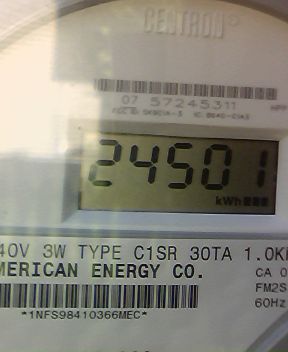 CENTRON®
07 57245311
24501
kWh
40V 3W TYPE C1SR 30TA 1.0K
MERICAN ENERGY CO.
CA 0
FM2S
60Hz
*1NFS98410366MEC*